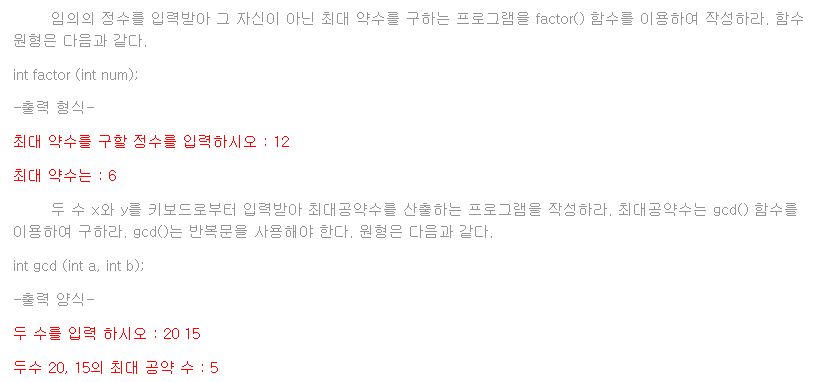 임의의 정수를 입력받아 그 자신이 아닌 최대 약수를 구하는 프로그램을 factor() 함수를 이용하여 작성하라. 함수
원형은 다음과 같다.
int factor (int num);
-출력 형식-
최대 약수를 구할 정수를 입력하시오 : 12
최대 약수는 : 6
두 수 x와 y를 키보드로부터 입력받아 최대공약수를 산출하는 프로그램을 작성하라. 최대공약수는 gcd() 함수를
이용하여 구하라. gcd()는 반복문을 사용해야 한다. 원형은 다음과 같다.
int gcd (int a, int b);
-출력 양식-
두 수를 입력 하시오 : 20 15
두수 20, 15의 최대 공약 수 : 5